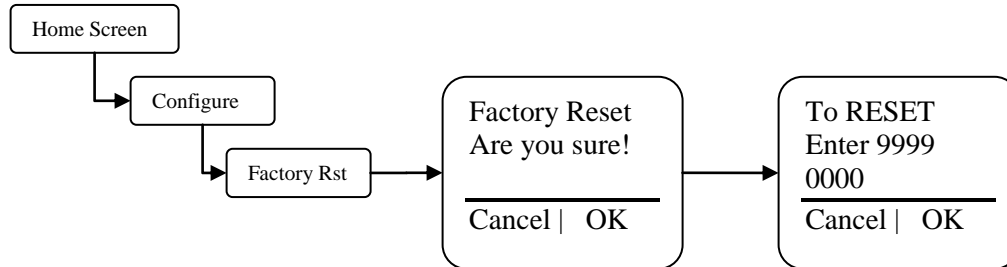 Home Screen
Configure
Factory Rst
Factory Reset
Are you sure!
Cancel | OK
To RESET
Enter 9999
0000
Cancel | OK